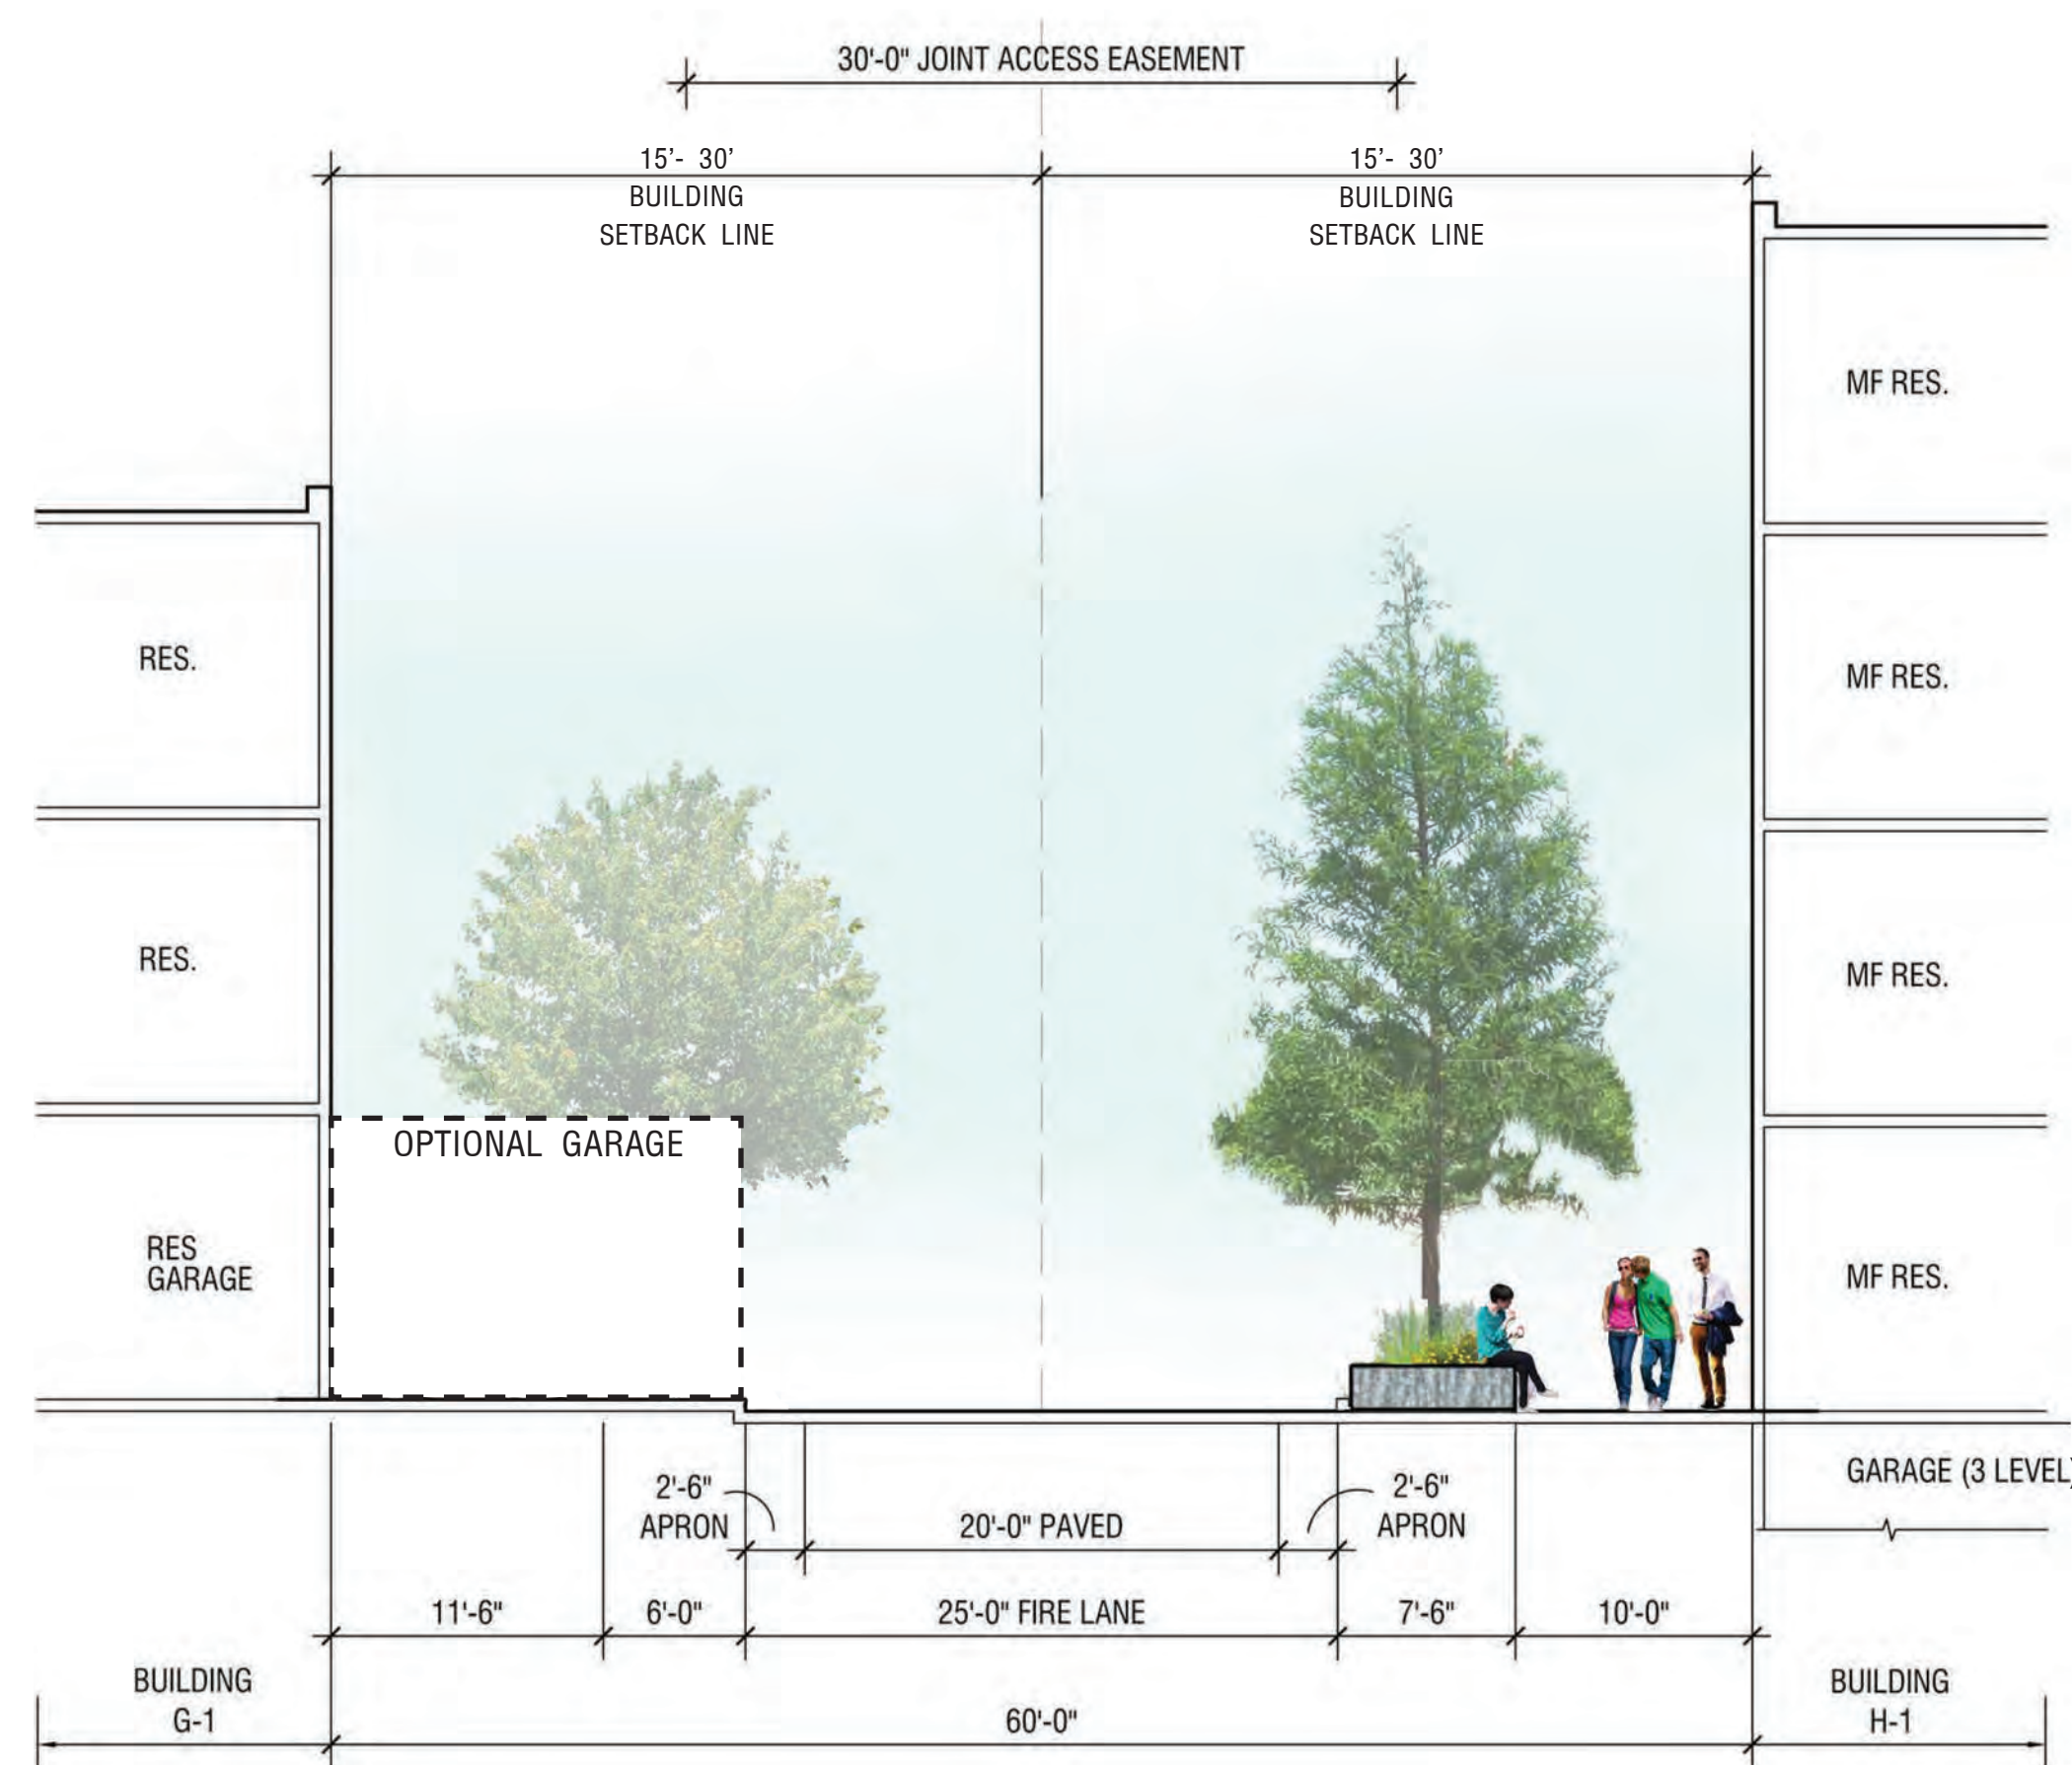 30'-0" JOINT ACCESS EASEMENT
15'- 30'
BUILDING
SETBACK LINE
15'- 30'
BUILDING
SETBACK LINE
RES.
RES.
RES
GARAGE
OPTIONAL GARAGE
MF RES.
MF RES.
MF RES.
MF RES.
GARAGE (3 LEVEL)
2'-6"
APRON
20'-0" PAVED
2'-6"
APRON
11'-6"
6'-0"
25'-0" FIRE LANE
7'-6"
10'-0"
BUILDING
G-1
60'-0"
BUILDING
H-1